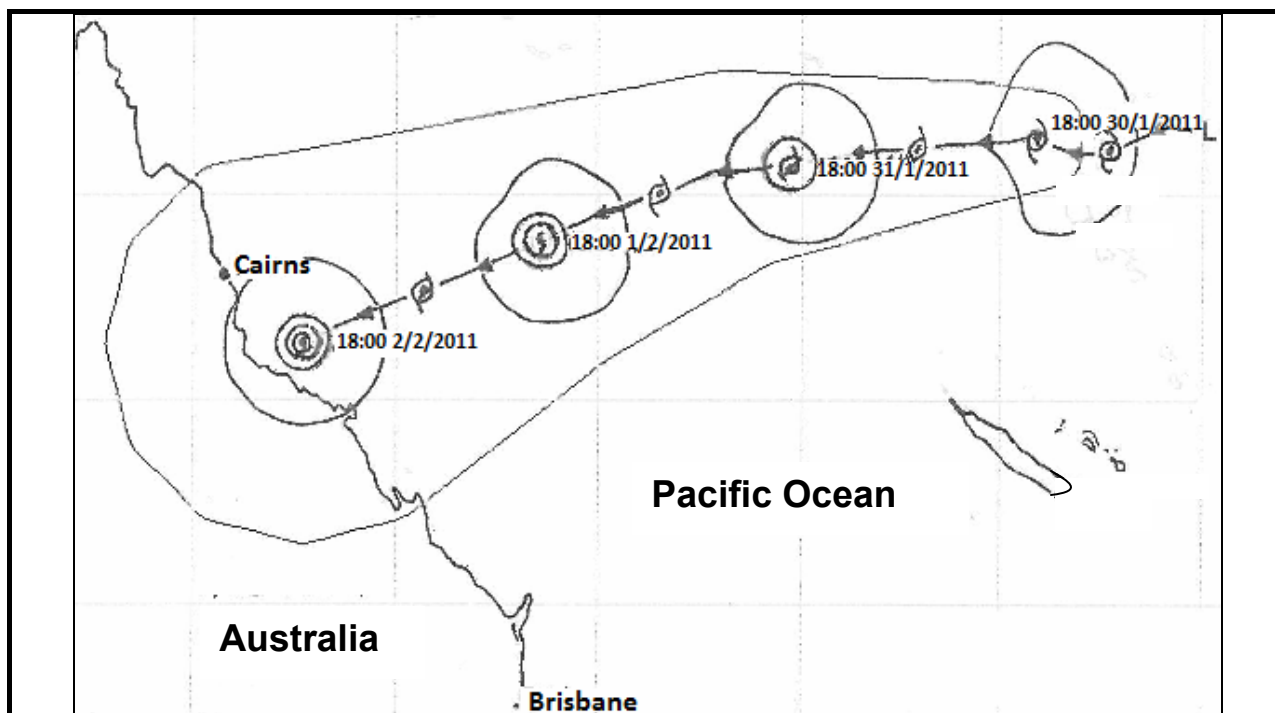 18:00 30/1/2011
L
18:00 31/1/2011
18:00 1/2/2011
Cairns
18:00 2/2/2011
Pacific Ocean
Australia
Brisbane